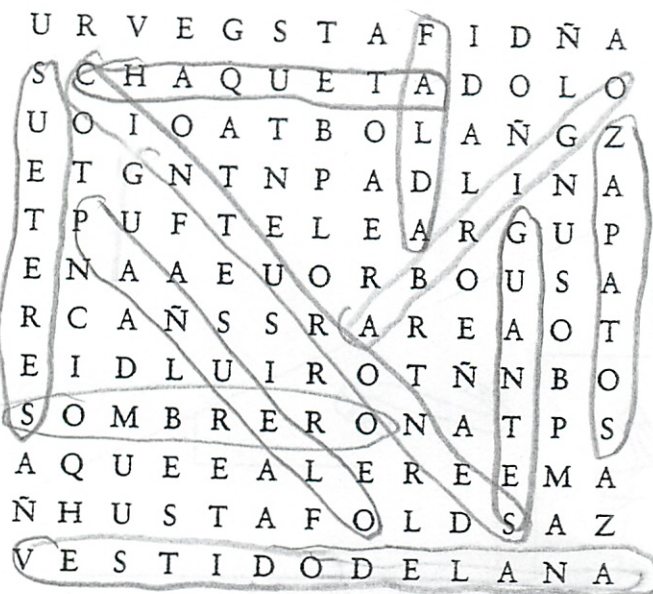 U R V E G S T A F I D Ñ A
S C H A Q U E T A D O L O
U O I O A T B O L A Ñ G Z
E T G N T N P A D L I N A
T P U F T E L E A R G U P
E N A A E U O R B O U S A
R C A Ñ S S R A R E A O T
E I D L U I R O T Ñ N B O
S O M B R E R O N A T P S
A Q U E E A L E R E E M A
Ñ H U S T A F O L D S A Z
V E S T I D O D E L A N A